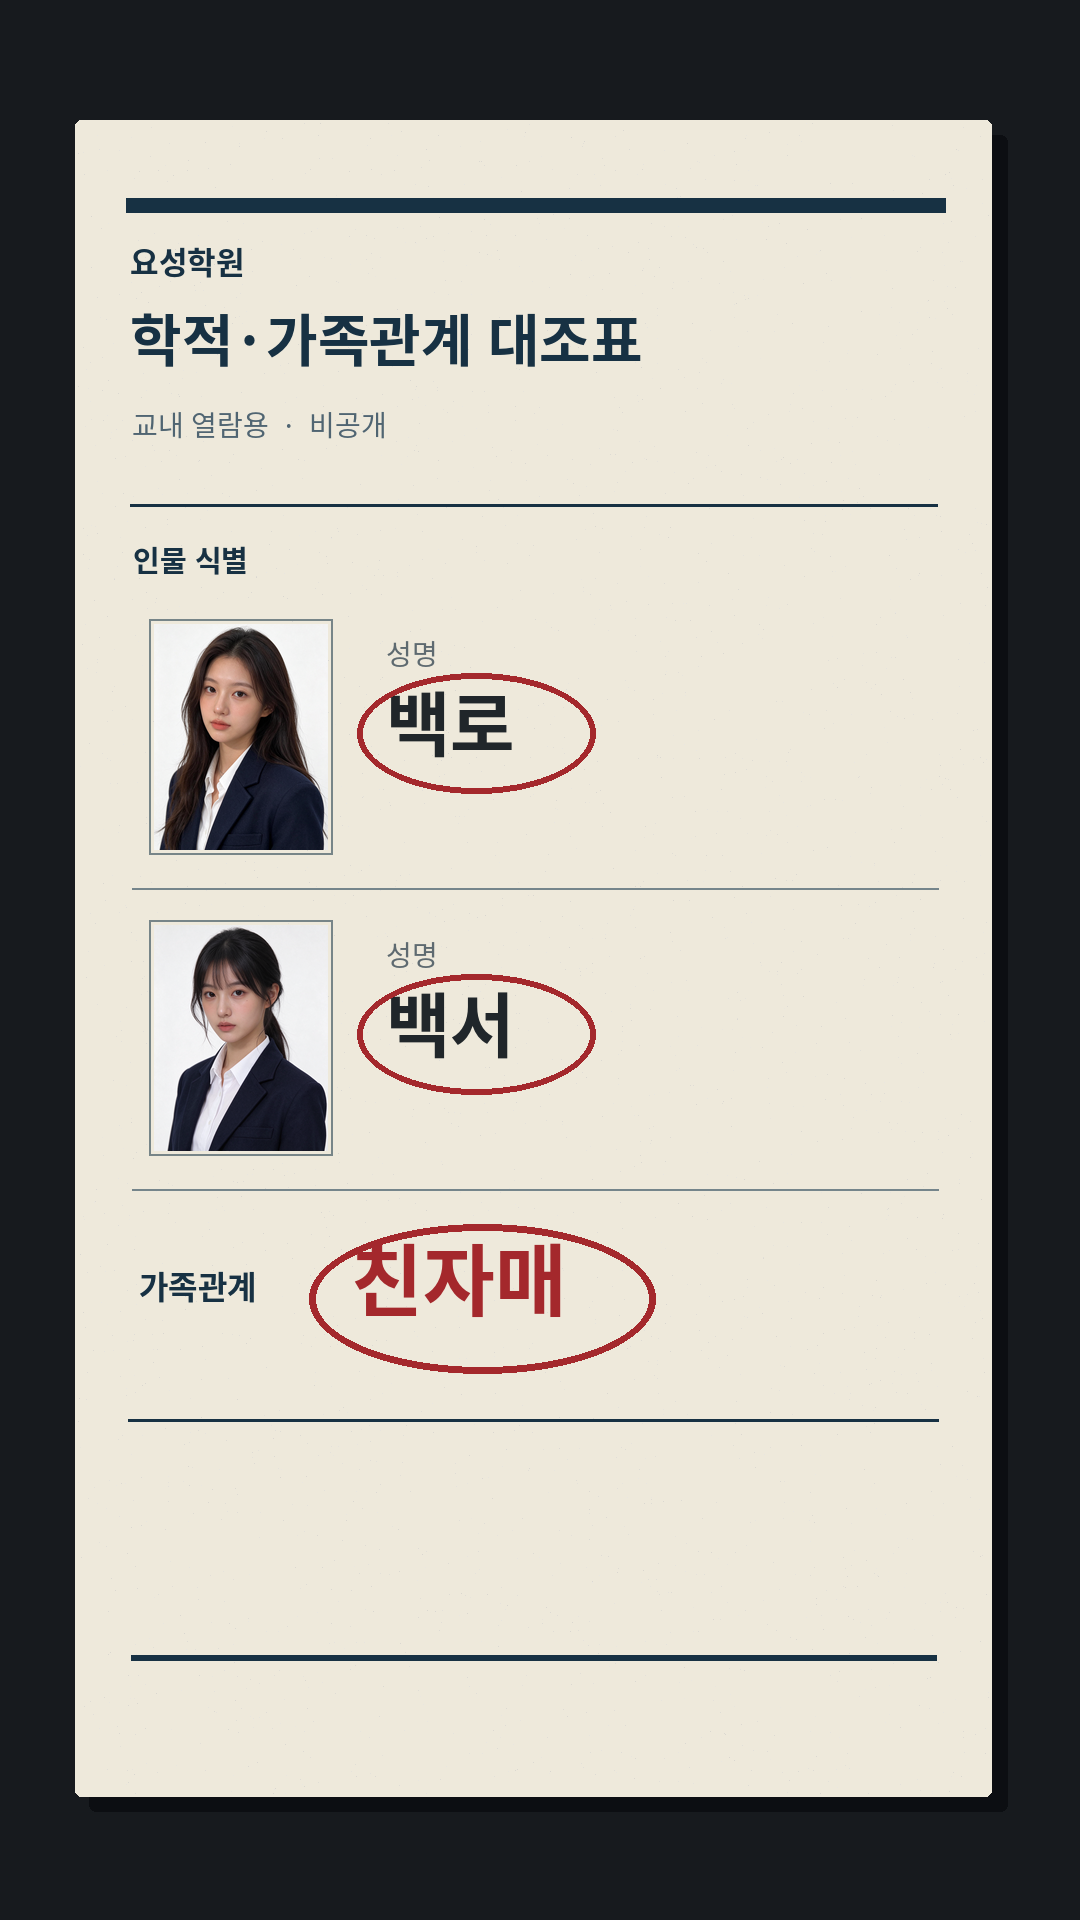 요성학원
학적·가족관계 대조표
교내 열람용 · 비공개
인물 식별
성명
백로
성명
백서
가족관계 친자매